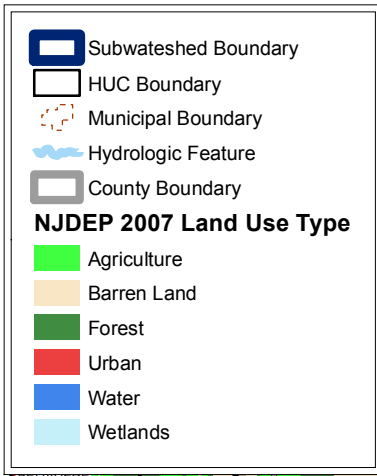 Subwateshed Boundary
HUC Boundary
Municipal Boundary
Hydrologic Feature
County Boundary
NJDEP 2007 Land Use Type
Agriculture
Barren Land
Forest
Urban
Water
Wetlands